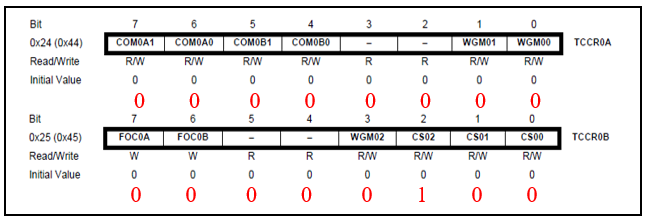 Bit 7 6 5 4 3 2 1 0
0x24 (0x44) COM0A1 COM0A0 COM0B1 COM0B0 – – WGM01 WGM00 TCCR0A
Read/Write R/W R/W R/W R/W R R R/W R/W
Initial Value 0 0 0 0 0 0 0 0
0 0 0 0 0 0 0 0
Bit 7 6 5 4 3 2 1 0
0x25 (0x45) FOC0A FOC0B – – WGM02 CS02 CS01 CS00 TCCR0B
Read/Write W W R R R/W R/W R/W R/W
Initial Value 0 0 0 0 0 0 0 0
0 0 0 0 0 1 0 0